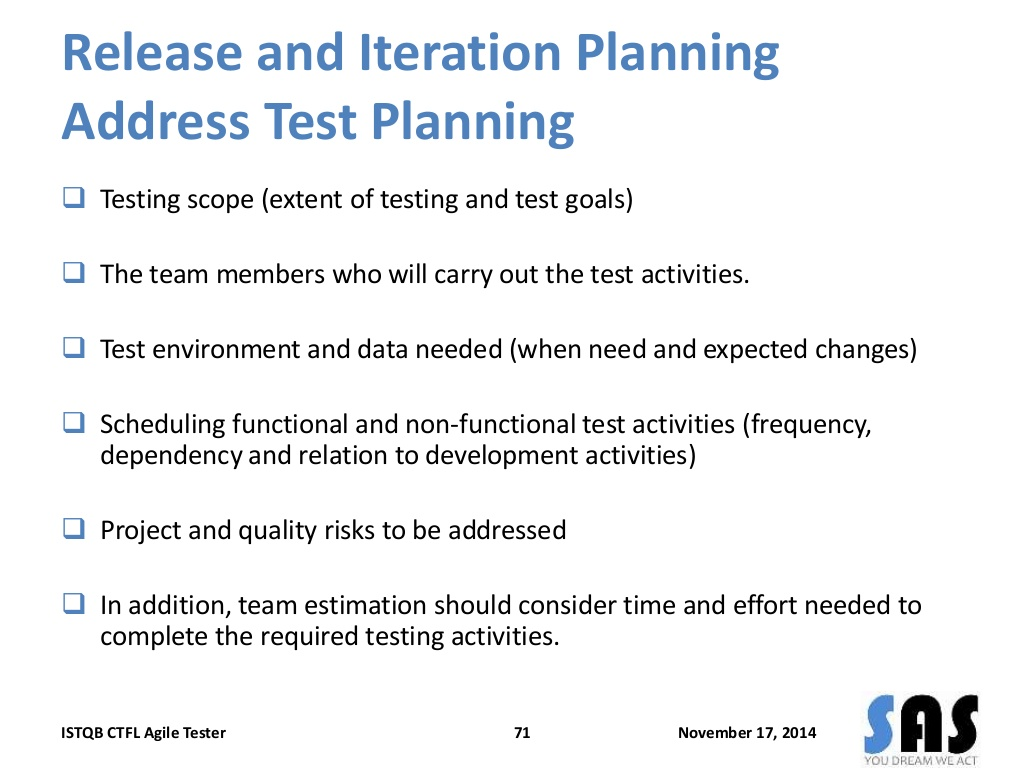 Release and Iteration Planning
Address Test Planning
Testing scope (extent of testing and test goals)
The team members who will carry out the test activities.
Test environment and data needed (when need and expected changes)
Scheduling functional and non-functional test activities (frequency,
dependency and relation to development activities)
Project and quality risks to be addressed
In addition, team estimation should consider time and effort needed to
complete the required testing activities.
ISTQB CTFL Agile Tester
71
November 17, 2014
SAS
YOU DREAM WE ACT